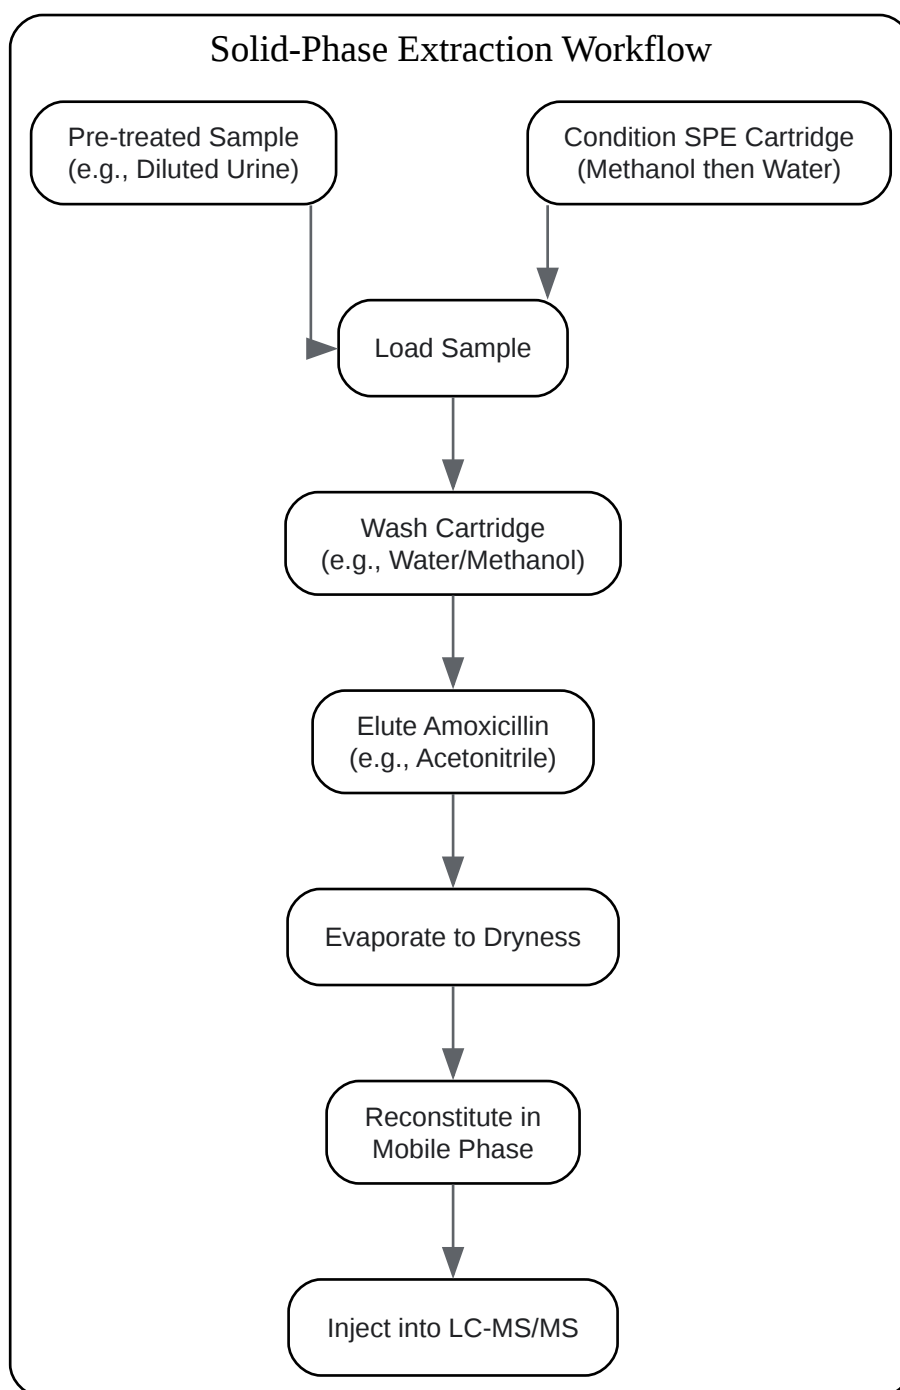 Solid-Phase Extraction Workflow
Pre-treated Sample
(e.g., Diluted Urine)
Condition SPE Cartridge
(Methanol then Water)
Load Sample
Wash Cartridge
(e.g., Water/Methanol)
Elute Amoxicillin
(e.g., Acetonitrile)
Evaporate to Dryness
Reconstitute in
Mobile Phase
Inject into LC-MS/MS